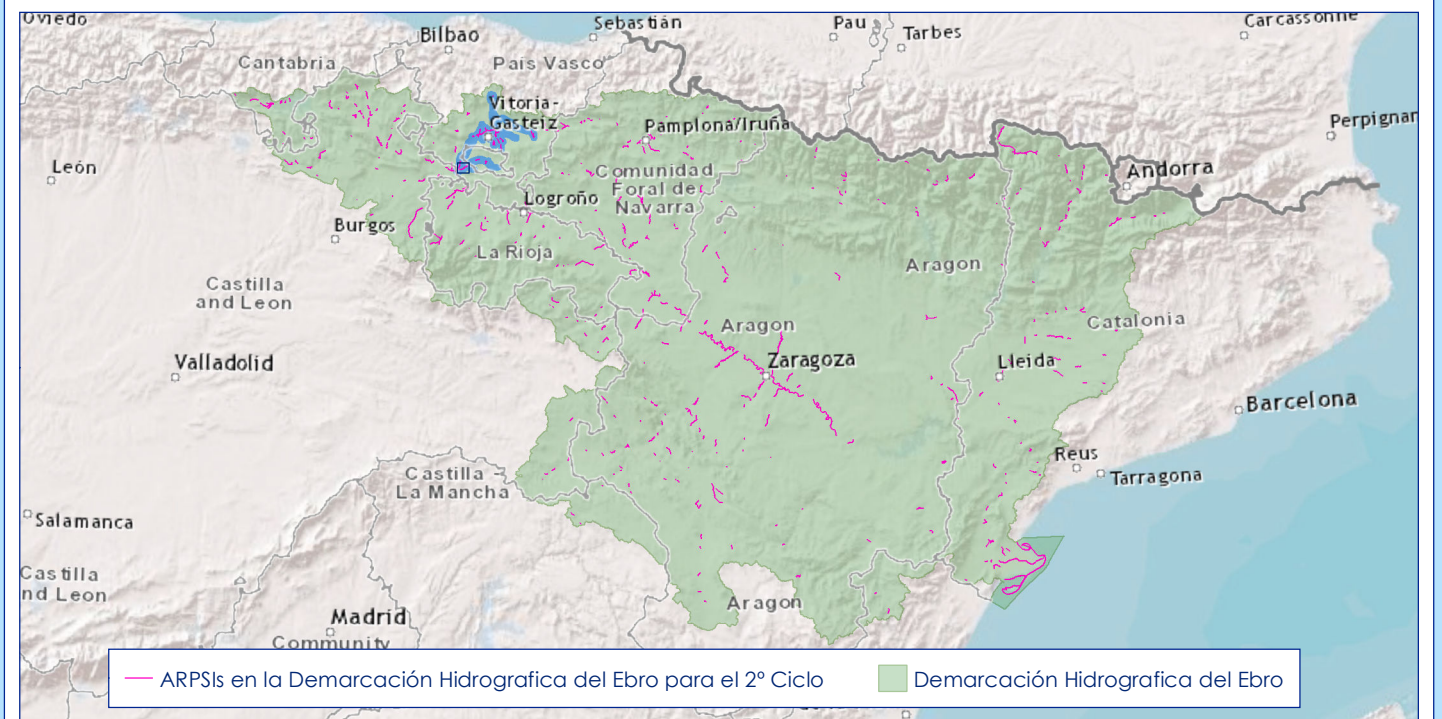 Oviedo
Sebastián
Pau
Carcassonne
Bilbao
Tarbes
Cantabria
País Vasco
Vitoria-
Gasteiz
Pamplona/Iruña
Perpignan
León
Comunidad
Foral de
Navarra
Andorra
Logroño
Burgos
La Rioja
Aragon
Castilla
and Leon
Aragon
Catalonia
Valladolid
Zaragoza
Lleida
Barcelona
Castilla -
La Mancha
Reus
Tarragona
Salamanca
Castilla
nd Leon
Aragon
Madrid
Community
ARPSIs en la Demarcación Hidrografica del Ebro para el 2º Ciclo
Demarcación Hidrografica del Ebro